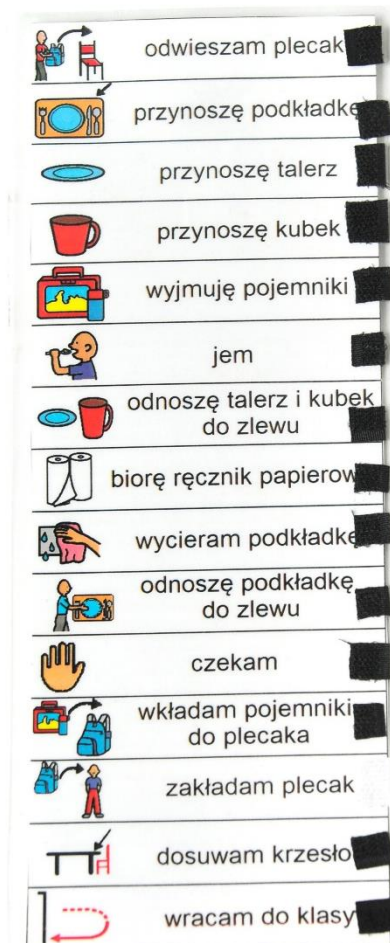 odwieszam plecak
przynoszę podkładkę
przynoszę talerz
przynoszę kubek
wyjmuję pojemniki
jem
odnoszę talerz i kubek
do zlewu
biorę ręcznik papierow
wycieram podkładkę
odnoszę podkładkę
do zlewu
czekam
wkładam pojemniki
do plecaka
zakładam plecak
dosuwam krzesło
wracam do klasy